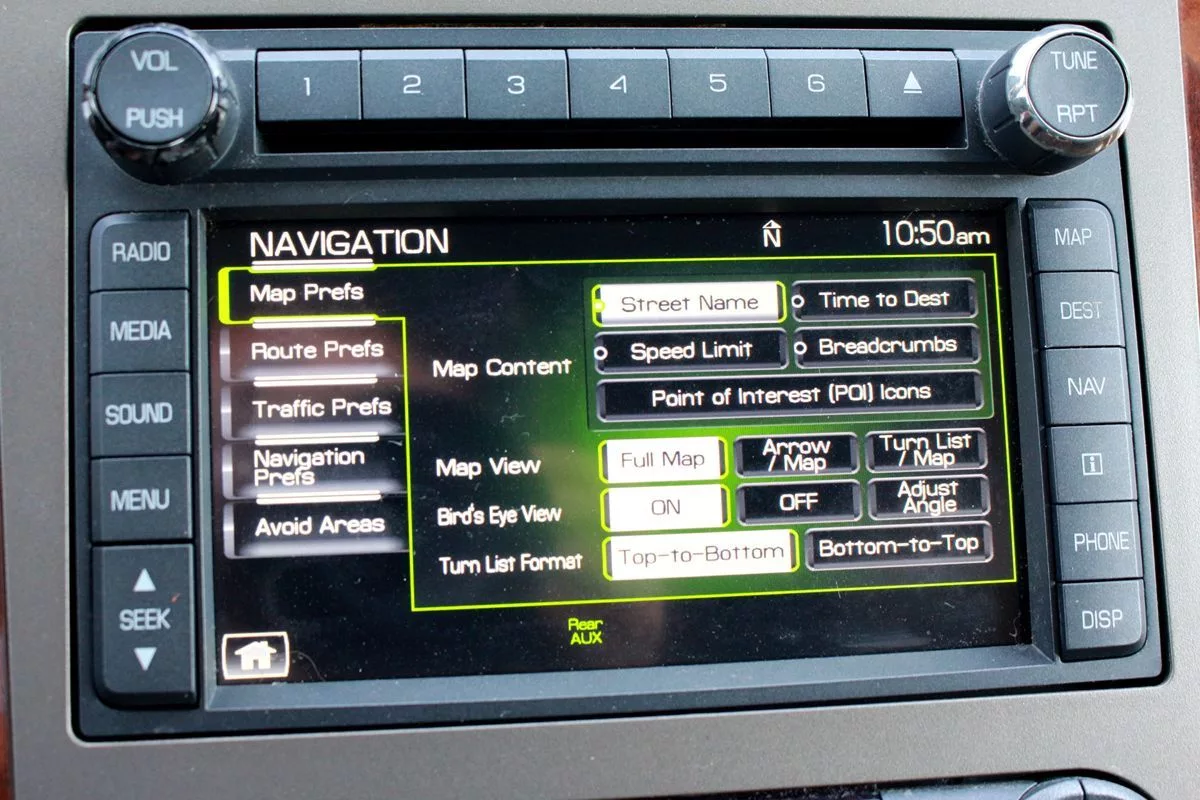 VOL
PUSH
1 2 3 4 5 6
TUNE
RPT
RADIO
MEDIA
SOUND
MENU
SEEK
NAVIGATION
N
10:50am
Map Prefs
Route Prefs
Traffic Prefs
Navigation
Prefs
Avoid Areas
Map Content
Street Name
Time to Dest
Speed Limit
Breadcrumbs
Point of Interest (POI) Icons
Map View
Full Map
Arrow
/ Map
Turn List
/ Map
Bird's Eye View
ON
OFF
Adjust
Angle
Turn List Format
Top-to-Bottom
Bottom-to-Top
Rear
AUX
MAP
DEST
NAV
i
PHONE
DISP